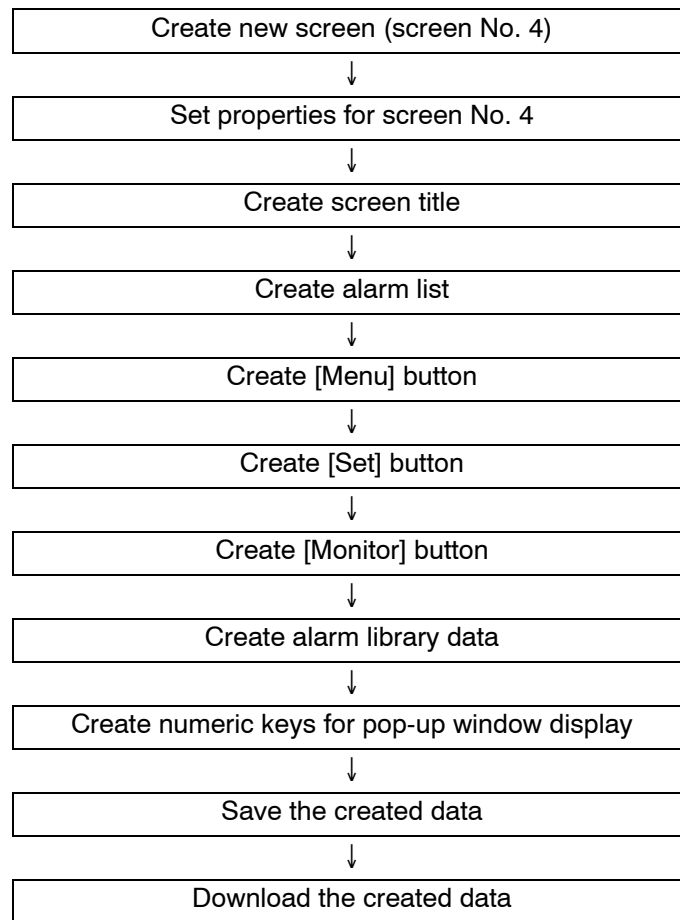 Create new screen (screen No. 4)
↓
Set properties for screen No. 4
↓
Create screen title
↓
Create alarm list
↓
Create [Menu] button
↓
Create [Set] button
↓
Create [Monitor] button
↓
Create alarm library data
↓
Create numeric keys for pop-up window display
↓
Save the created data
↓
Download the created data